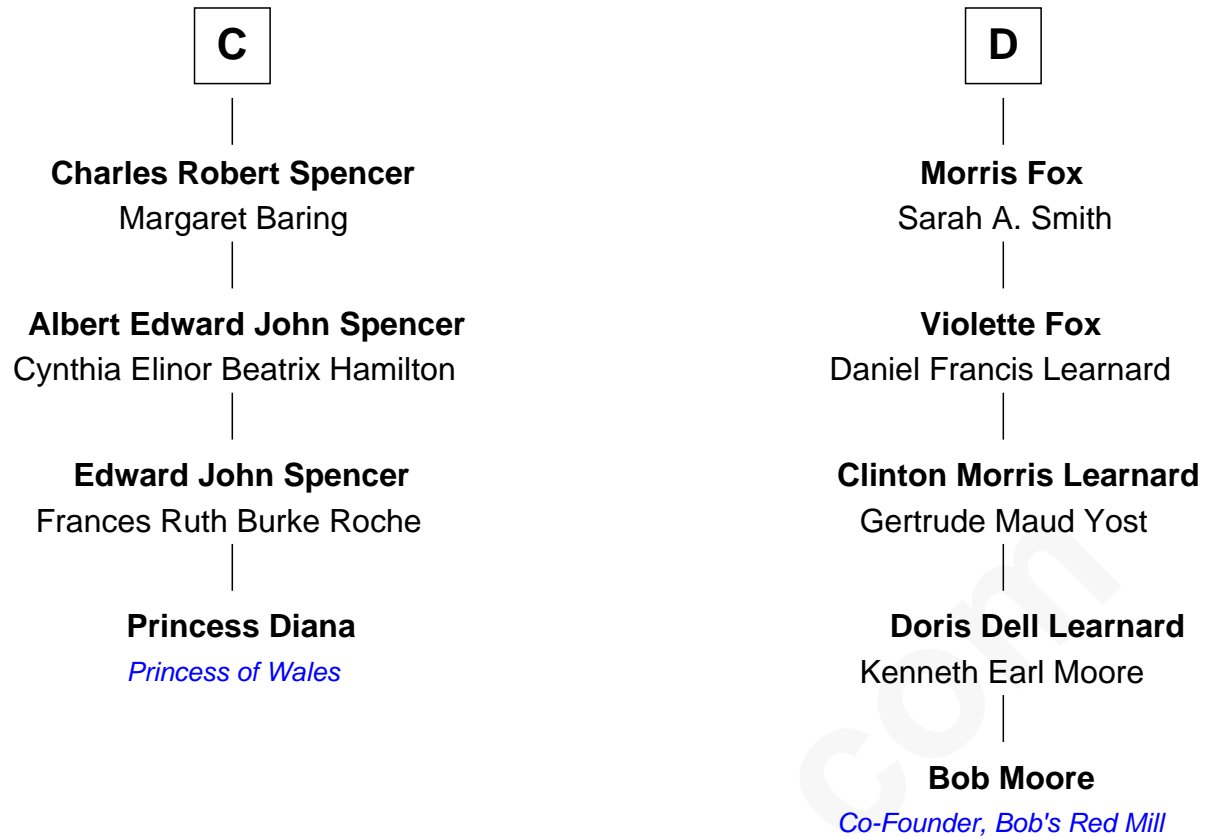 C
Charles Robert Spencer
Margaret Baring
Albert Edward John Spencer
Cynthia Elinor Beatrix Hamilton
Edward John Spencer
Frances Ruth Burke Roche
Princess Diana
Princess of Wales
D
Morris Fox
Sarah A. Smith
Violette Fox
Daniel Francis Learnard
Clinton Morris Learnard
Gertrude Maud Yost
Doris Dell Learnard
Kenneth Earl Moore
Bob Moore
Co-Founder, Bob's Red Mill
com